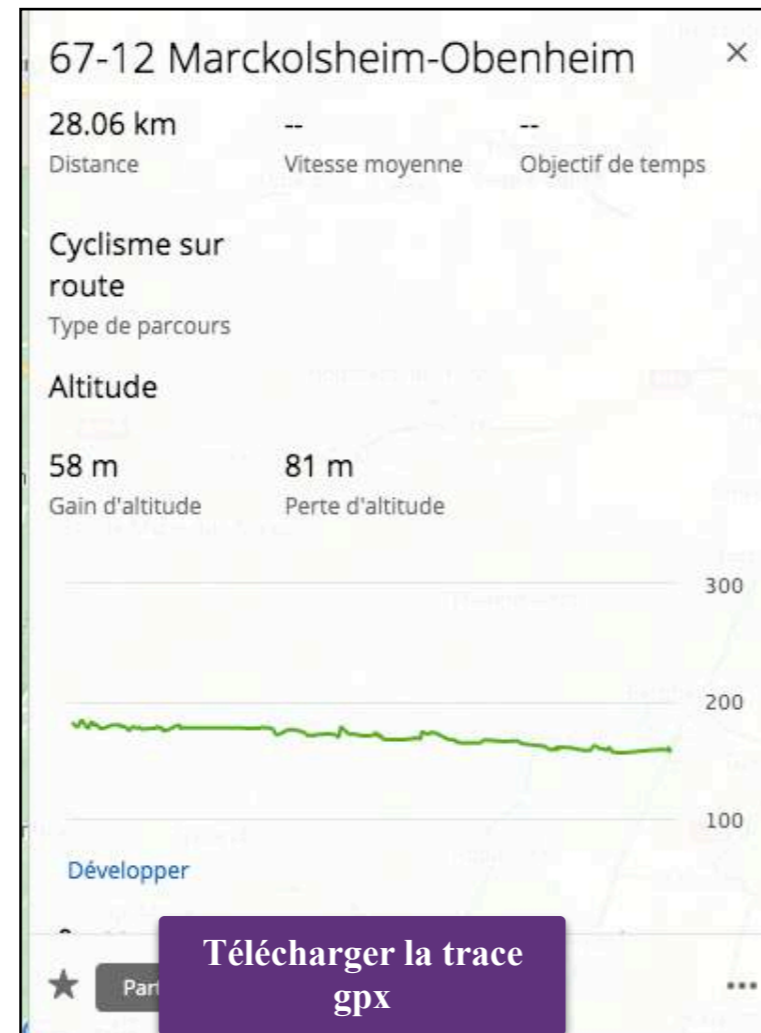 67-12 Marckolsheim-Obenheim ×
28.06 km -- --
Distance Vitesse moyenne Objectif de temps
Cyclisme sur
route
Type de parcours
Altitude
58 m 81 m
Gain d'altitude Perte d'altitude
300
200
100
Développer
Télécharger la trace
gpx